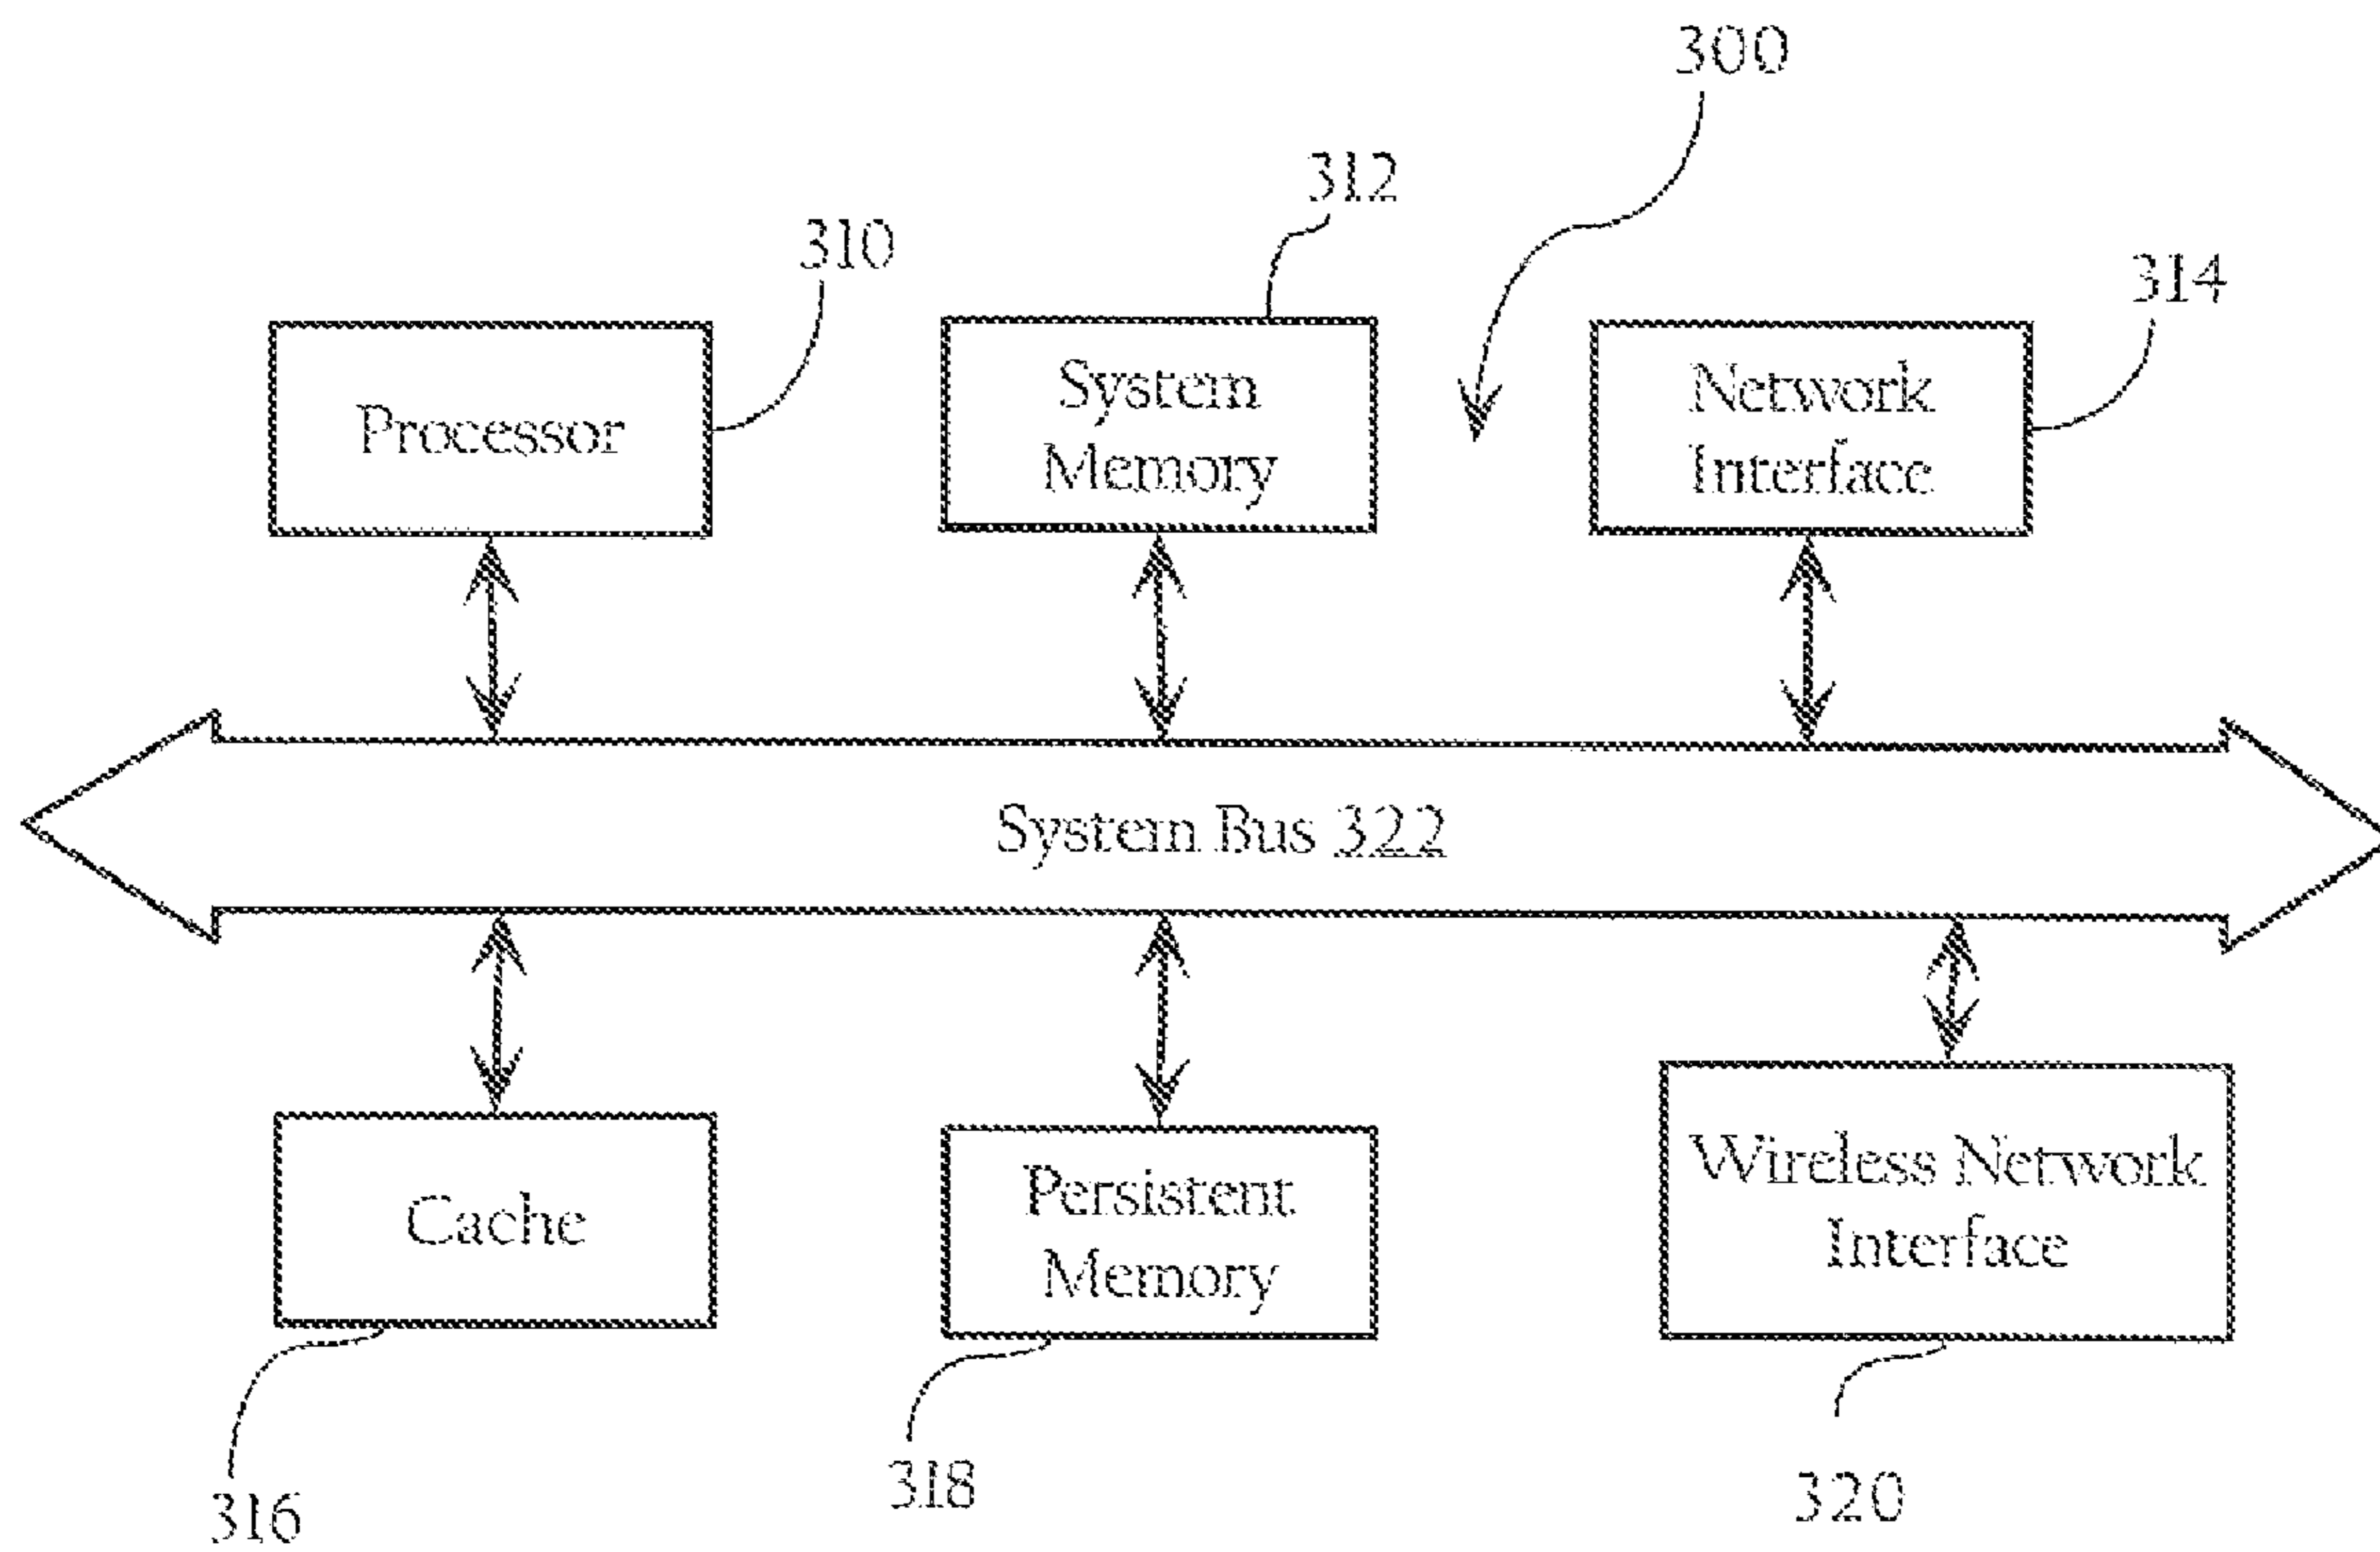 300
312
310
314
Processor
System
Memory
Network
Interface
System Bus 322
Cache
Persistent
Memory
Wireless Network
Interface
316
318
320